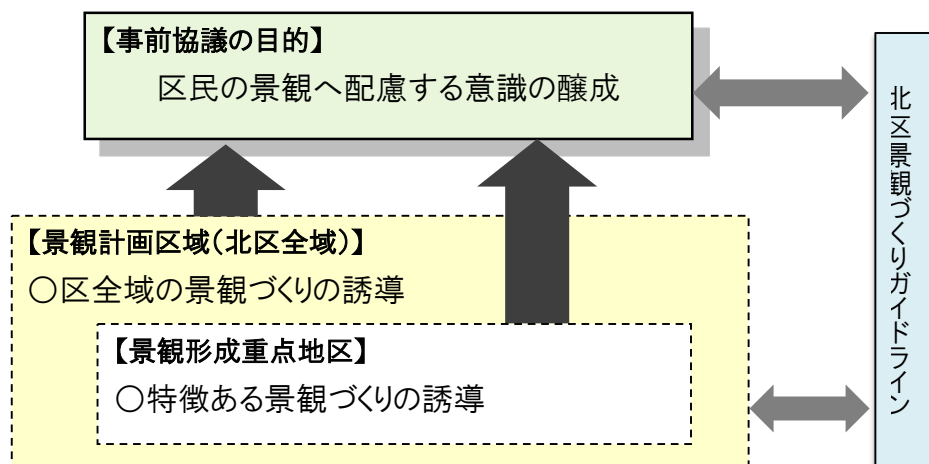 【事前協議の目的】
区民の景観へ配慮する意識の醸成
【景観計画区域（北区全域）】
○区全域の景観づくりの誘導
【景観形成重点地区】
○特徴ある景観づくりの誘導
北区景観づくりガイドライン